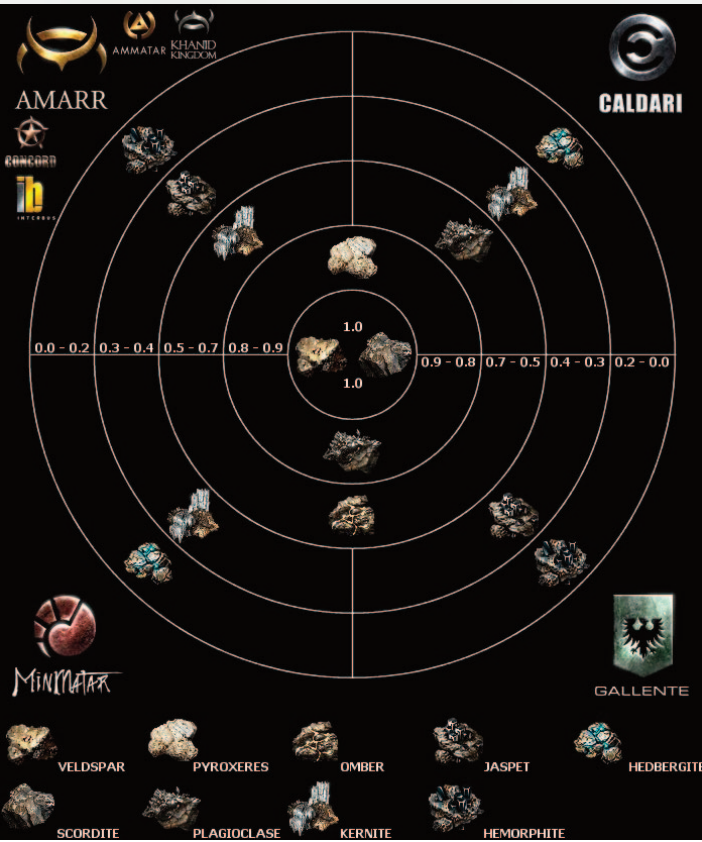 AMMATAR
KHANID
KINGDOM
AMARR
CALDARI
CONCORD
ib
INTERBUS
1.0
0.0 - 0.2
0.3 - 0.4
0.5 - 0.7
0.8 - 0.9
0.9 - 0.8
0.7 - 0.5
0.4 - 0.3
0.2 - 0.0
1.0
MINMATAR
GALLENTE
VELDSPAR
PYROXERES
OMBER
JASPET
HEDBERGITE
SCORDITE
PLAGIOCLASE
KERNITE
HEMORPHITE